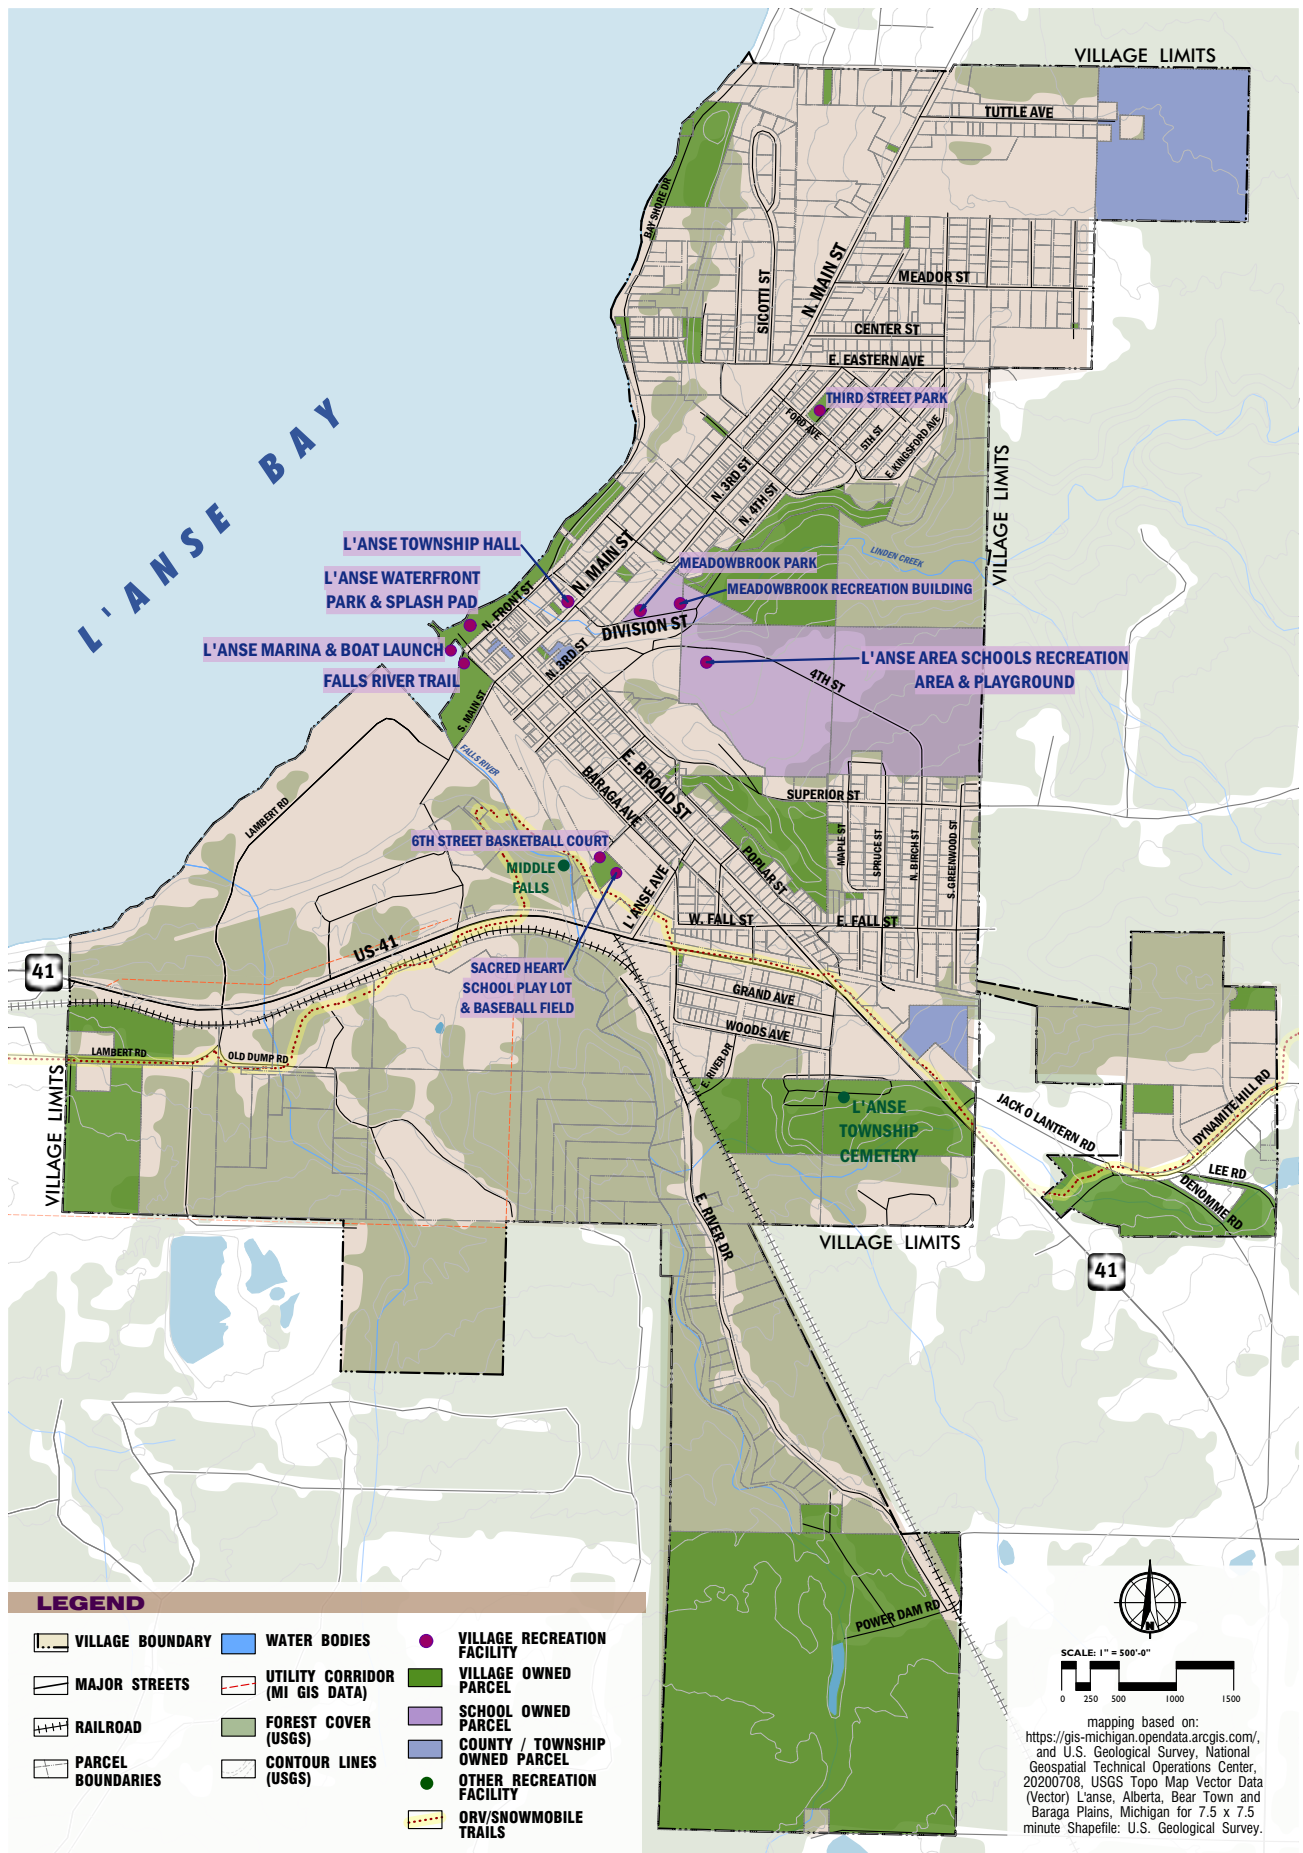 VILLAGE LIMITS
TUTTLE AVE
BAY SHORE DR
SICOTTI ST
N. MAIN ST
MEADOR ST
CENTER ST
E. EASTERN AVE
THIRD STREET PARK
FORD AVE
5TH ST
E. KINGSFORD AVE
L'ANSE BAY
N. 3RD ST
N. 4TH ST
VILLAGE LIMITS
LINDEN CREEK
L'ANSE TOWNSHIP HALL
N. MAIN ST
MEADOWBROOK PARK
L'ANSE WATERFRONT
PARK & SPLASH PAD
MEADOWBROOK RECREATION BUILDING
N. FRONT ST
DIVISION ST
L'ANSE MARINA & BOAT LAUNCH
N. 3RD ST
L'ANSE AREA SCHOOLS RECREATION
AREA & PLAYGROUND
FALLS RIVER TRAIL
4TH ST
S. MAIN ST
FALLS RIVER
E. BROAD ST
BARAGA AVE
SUPERIOR ST
LAMBERT RD
MAPLE ST
SPRUCE ST
N. BIRCH ST
S. GREENWOOD ST
6TH STREET BASKETBALL COURT
MIDDLE
FALLS
POPLAR ST
L'ANSE AVE
W. FALL ST
E. FALL ST
US-41
41
SACRED HEART
SCHOOL PLAY LOT
& BASEBALL FIELD
GRAND AVE
WOODS AVE
LAMBERT RD
OLD DUMP RD
E. RIVER DR
VILLAGE LIMITS
L'ANSE
TOWNSHIP
CEMETERY
JACK O LANTERN RD
DYNAMITE HILL RD
LEE RD
DENOMME RD
E. RIVER DR
VILLAGE LIMITS
41
POWER DAM RD
LEGEND
VILLAGE BOUNDARY
MAJOR STREETS
RAILROAD
PARCEL
BOUNDARIES
WATER BODIES
UTILITY CORRIDOR
(MI GIS DATA)
FOREST COVER
(USGS)
CONTOUR LINES
(USGS)
VILLAGE RECREATION
FACILITY
VILLAGE OWNED
PARCEL
SCHOOL OWNED
PARCEL
COUNTY / TOWNSHIP
OWNED PARCEL
OTHER RECREATION
FACILITY
ORV/SNOWMOBILE
TRAILS
N
SCALE: 1" = 500'-0"
0 250 500 1000 1500
mapping based on:
https://gis-michigan.opendata.arcgis.com/,
and U.S. Geological Survey, National
Geospatial Technical Operations Center,
20200708, USGS Topo Map Vector Data
(Vector) L'anse, Alberta, Bear Town and
Baraga Plains, Michigan for 7.5 x 7.5
minute Shapefile: U.S. Geological Survey.